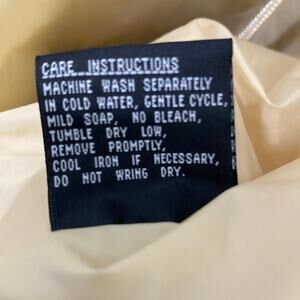 CARE INSTRUCTIONS
MACHINE WASH SEPARATELY
IN COLD WATER, GENTLE CYCLE,
MILD SOAP, NO BLEACH,
TUMBLE DRY LOW,
REMOVE PROMPTLY,
COOL IRON IF NECESSARY,
DO NOT WRING DRY.